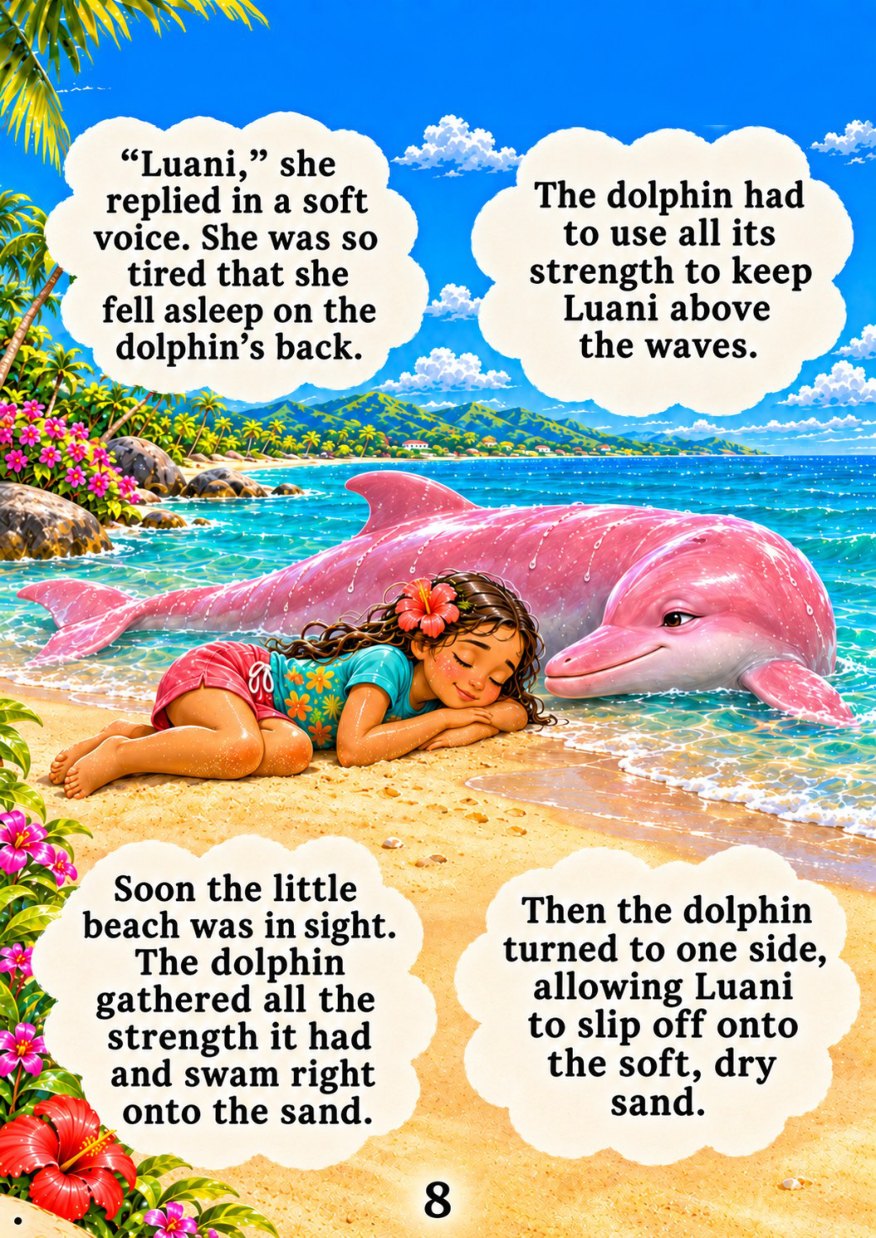 “Luani,” she
replied in a soft
voice. She was so
tired that she
fell asleep on the
dolphin’s back.
The dolphin had
to use all its
strength to keep
Luani above
the waves.
Soon the little
beach was in sight.
The dolphin
gathered all the
strength it had
and swam right
onto the sand.
Then the dolphin
turned to one side,
allowing Luani
to slip off onto
the soft, dry
sand.
8